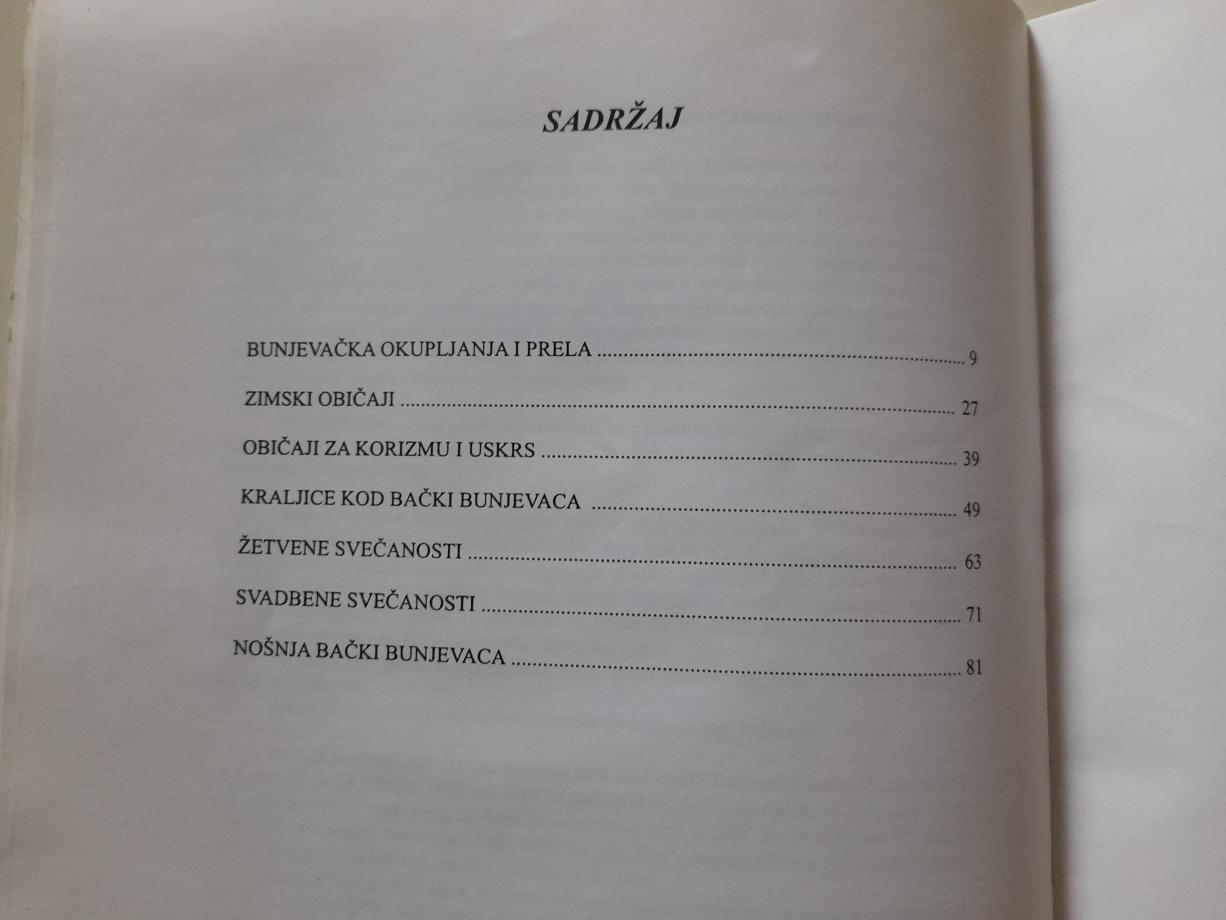 SADRŽAJ
BUNJEVAČKA OKUPLJANJA I PRELA ........................................ 9
ZIMSKI OBIČAJI ........................................ 27
OBIČAJI ZA KORIZMU I USKRS ........................................ 39
KRALJICE KOD BAČKI BUNJEVACA ........................................ 49
ŽETVENE SVEČANOSTI ........................................ 63
SVADBENE SVEČANOSTI ........................................ 71
NOŠNJA BAČKI BUNJEVACA ........................................ 81